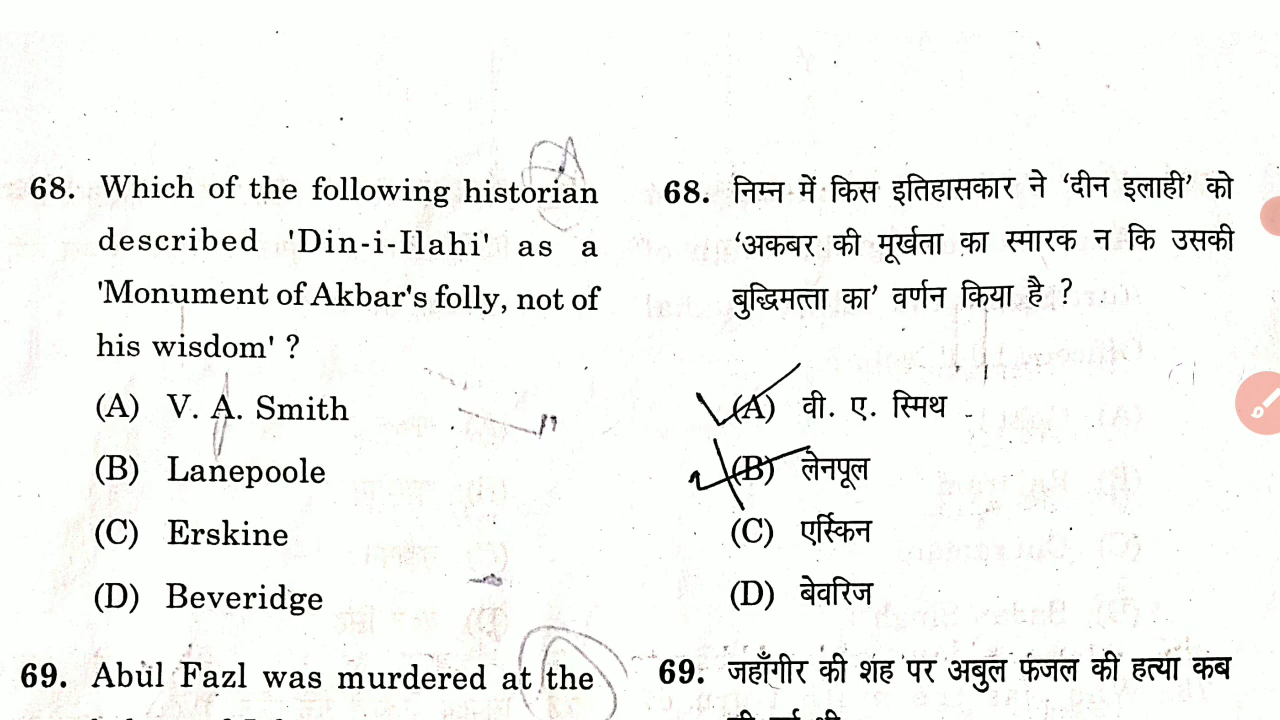 68. Which of the following historian
described 'Din-i-Ilahi' as a
'Monument of Akbar's folly, not of
his wisdom' ?
(A) V. A. Smith
(B) Lanepoole
(C) Erskine
(D) Beveridge
69. Abul Fazl was murdered at the
68. निम्न में किस इतिहासकार ने 'दीन इलाही' को
'अकबर की मूर्खता का स्मारक न कि उसकी
बुद्धिमत्ता का' वर्णन किया है ?
(A) वी. ए. स्मिथ
(B) लेनपूल
(C) एर्स्किन
(D) बेवरिज
69. जहाँगीर की शह पर अबुल फजल की हत्या कब